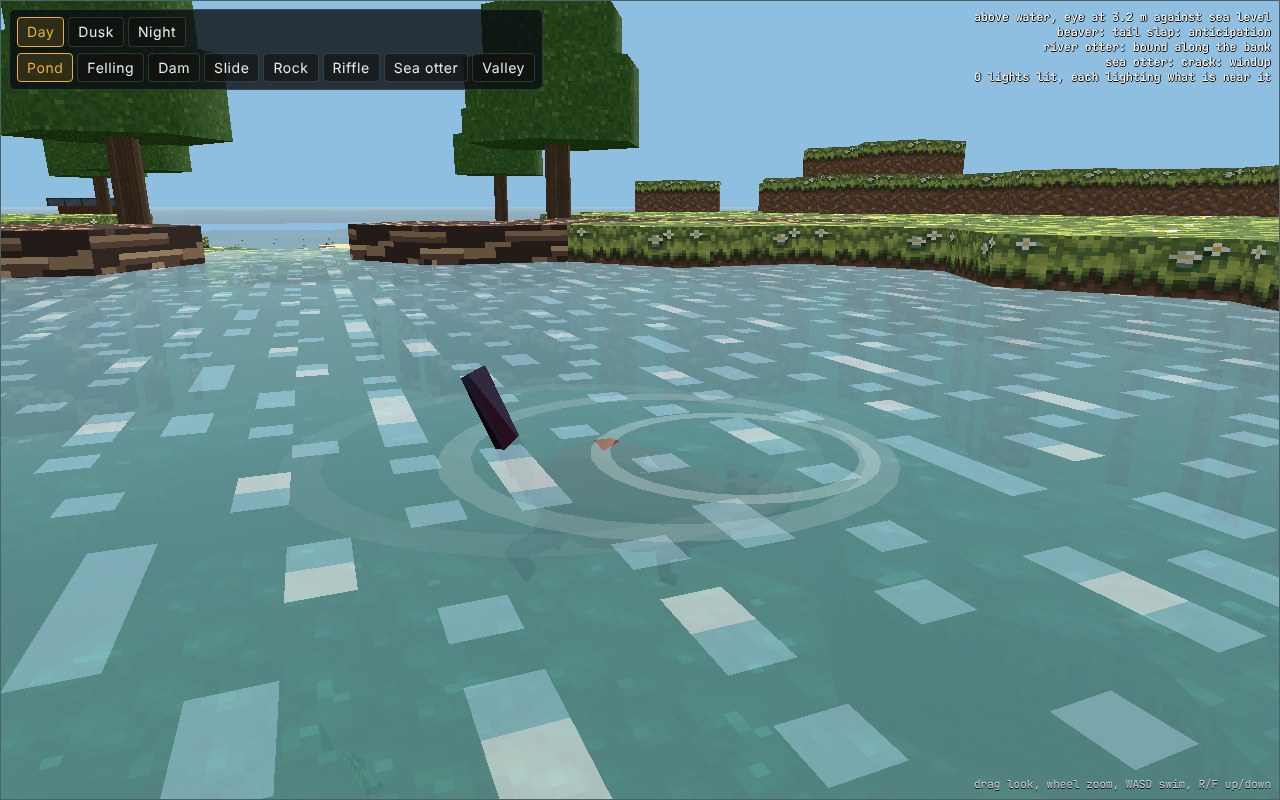 Day Dusk Night
Pond Felling Dam Slide Rock Riffle Sea otter Valley
above water, eye at 3.2 m against sea level
beaver: tail slap: anticipation
river otter: bound along the bank
sea otter: crack: windup
0 lights lit, each lighting what is near it
drag look, wheel zoom, WASD swim, R/F up/down